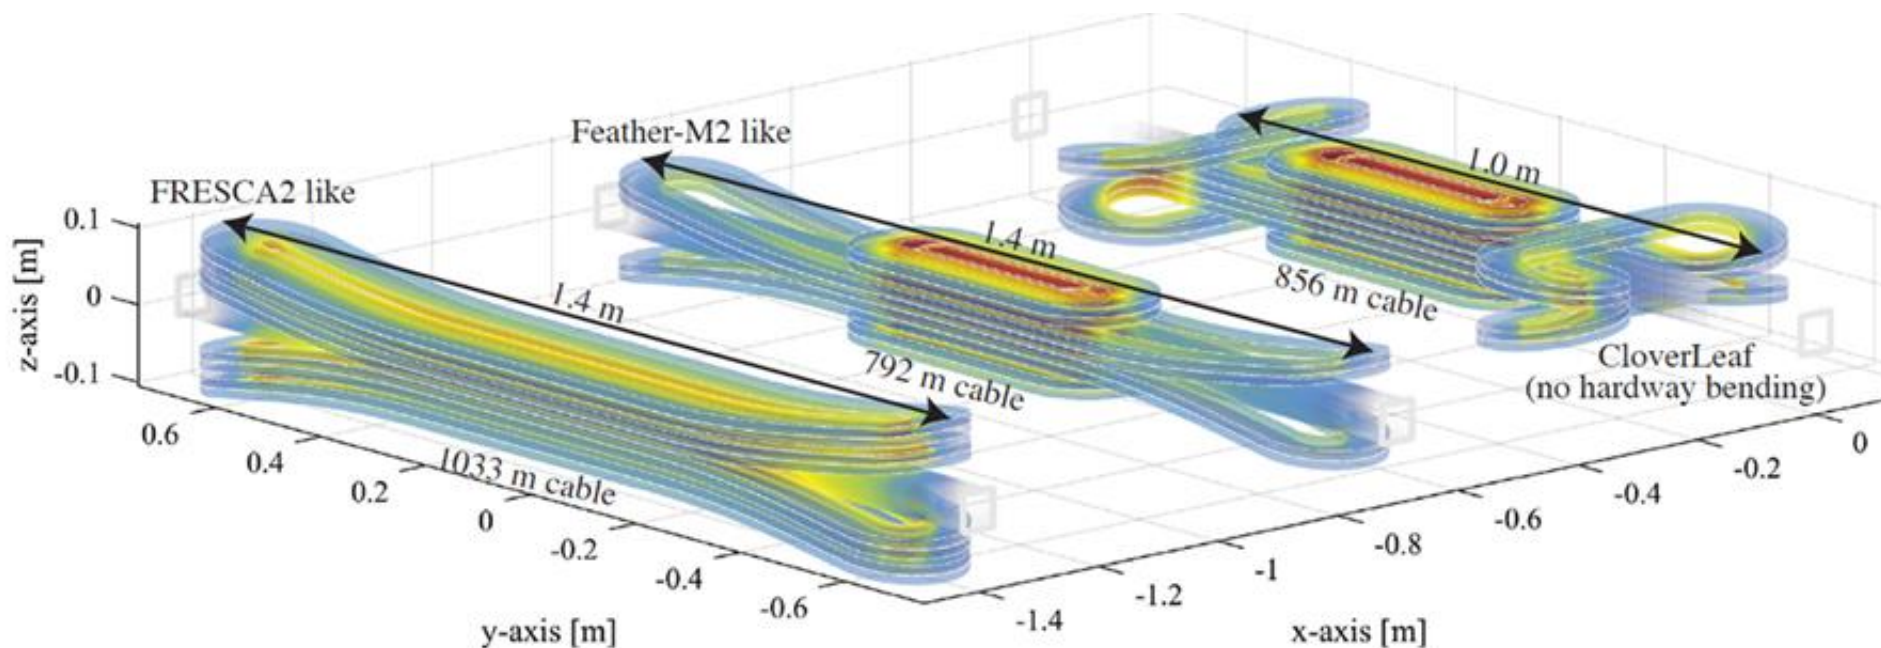 FRESCA2 like
Feather-M2 like
1.0 m
1.4 m
1.4 m
856 m cable
792 m cable
1033 m cable
CloverLeaf
(no hardway bending)
z-axis [m]
0.1
0
-0.1
0.6
0.4
0.2
0
-0.2
-0.4
-0.6
y-axis [m]
-1.4
-1.2
-1
-0.8
-0.6
-0.4
-0.2
0
x-axis [m]